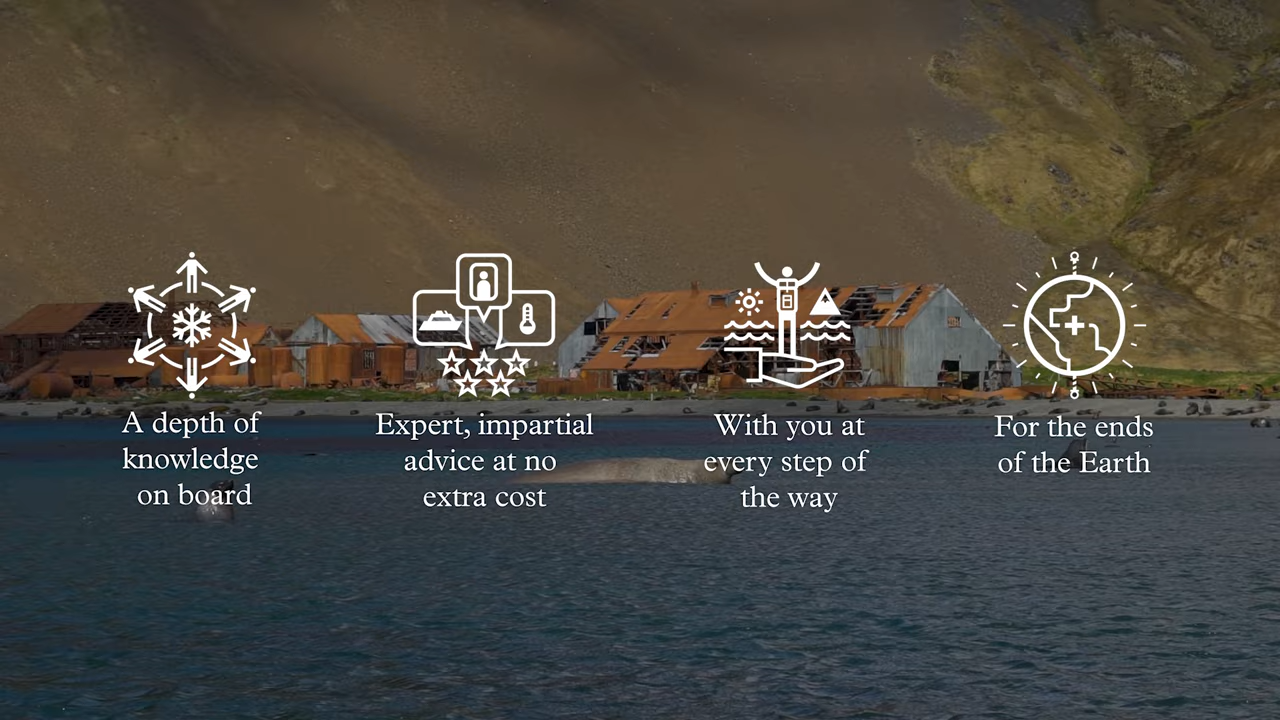 A depth of
knowledge
on board
Expert, impartial
advice at no
extra cost
With you at
every step of
the way
For the ends
of the Earth